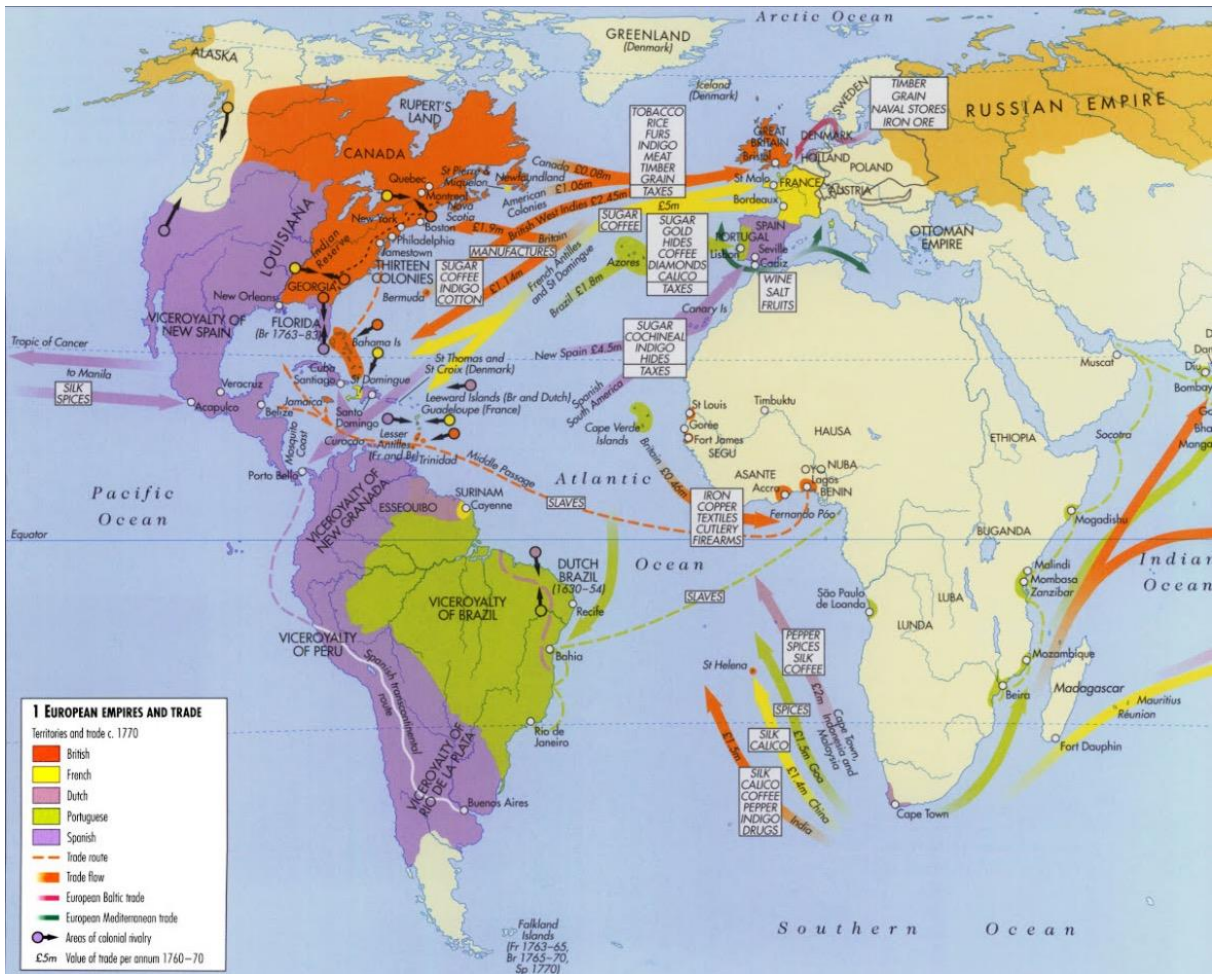 Arctic Ocean
GREENLAND
(Denmark)
ALASKA
Iceland
(Denmark)
SWEDEN
TIMBER
GRAIN
NAVAL STORES
IRON ORE
RUSSIAN EMPIRE
RUPERT'S
LAND
CANADA
TOBACCO
RICE
FURS
INDIGO
MEAT
TIMBER
GRAIN
TAXES
GREAT
BRITAIN
Bristol
DENMARK
HOLLAND
POLAND
AUSTRIA
St Malo
FRANCE
Bordeaux
Quebec
Montreal
St Pierre &
Miquelon
Newfoundland
Nova
Scotia
Canada £0.08m
American
Colonies
£1.06m
British West Indies £2.45m
£1.9m
Britain
£5m
SUGAR
COFFEE
MANUFACTURES
New York
Boston
Philadelphia
Jamestown
THIRTEEN
COLONIES
LOUISIANA
Indian
Reserve
GEORGIA
SUGAR
COFFEE
INDIGO
COTTON
£1.14m
French Antilles
and St Domingue
Azores
Brazil £1.8m
SUGAR
GOLD
HIDES
COFFEE
DIAMONDS
CALICO
TAXES
PORTUGAL
Lisbon
SPAIN
Seville
Cadiz
OTTOMAN
EMPIRE
WINE
SALT
FRUITS
Bermuda
New Orleans
FLORIDA
(Br 1763–83)
VICEROYALTY OF
NEW SPAIN
Canary Is
Tropic of Cancer
to Manila
SILK
SPICES
Bahama Is
New Spain £4.5m
Spanish
South America
SUGAR
COCHINEAL
INDIGO
HIDES
TAXES
Muscat
Diu
Bombay
Cuba
Santiago
St Domingue
St Thomas and
St Croix (Denmark)
Leeward Islands (Br and Dutch)
Guadeloupe (France)
Veracruz
Acapulco
Belize
Jamaica
Santo
Domingo
Lesser
Antilles
(Fr and Br)
Curacao
Trinidad
Mosquito
Coast
Porto Bello
Middle Passage
Cape Verde
Islands
St Louis
Gorée
Fort James
SEGU
Timbuktu
HAUSA
NUBA
ETHIOPIA
Socotra
Britain £0.46m
ASANTE
Accra
OYO
Lagos
BENIN
Fernando Póo
IRON
COPPER
TEXTILES
CUTLERY
FIREARMS
Pacific
Ocean
Atlantic
Ocean
Indian
Ocean
Equator
SLAVES
SURINAM
Cayenne
ESSEQUIBO
VICEROYALTY OF
NEW GRANADA
DUTCH
BRAZIL
(1630–54)
VICEROYALTY
OF BRAZIL
Recife
Bahia
SLAVES
VICEROYALTY
OF PERU
Spanish transcontinental
route
Rio de
Janeiro
VICEROYALTY OF
RIO DE LA PLATA
Buenos Aires
BUGANDA
Mogadishu
Malindi
Mombasa
Zanzibar
São Paulo
de Loanda
LUBA
LUNDA
Mozambique
Beira
Madagascar
Mauritius
Réunion
Fort Dauphin
St Helena
PEPPER
SPICES
SILK
COFFEE
£2m
Cape Town,
Indonesia and
Malaysia
SPICES
£1.5m Goa
SILK
CALICO
£1.4m China
£1.5m
SILK
CALICO
COFFEE
PEPPER
INDIGO
DRUGS
India
Cape Town
Southern Ocean
Falkland
Islands
(Fr 1763–65,
Br 1765–70,
Sp 1770)
1 EUROPEAN EMPIRES AND TRADE
Territories and trade c. 1770
British
French
Dutch
Portuguese
Spanish
Trade route
Trade flow
European Baltic trade
European Mediterranean trade
Areas of colonial rivalry
£5m Value of trade per annum 1760–70